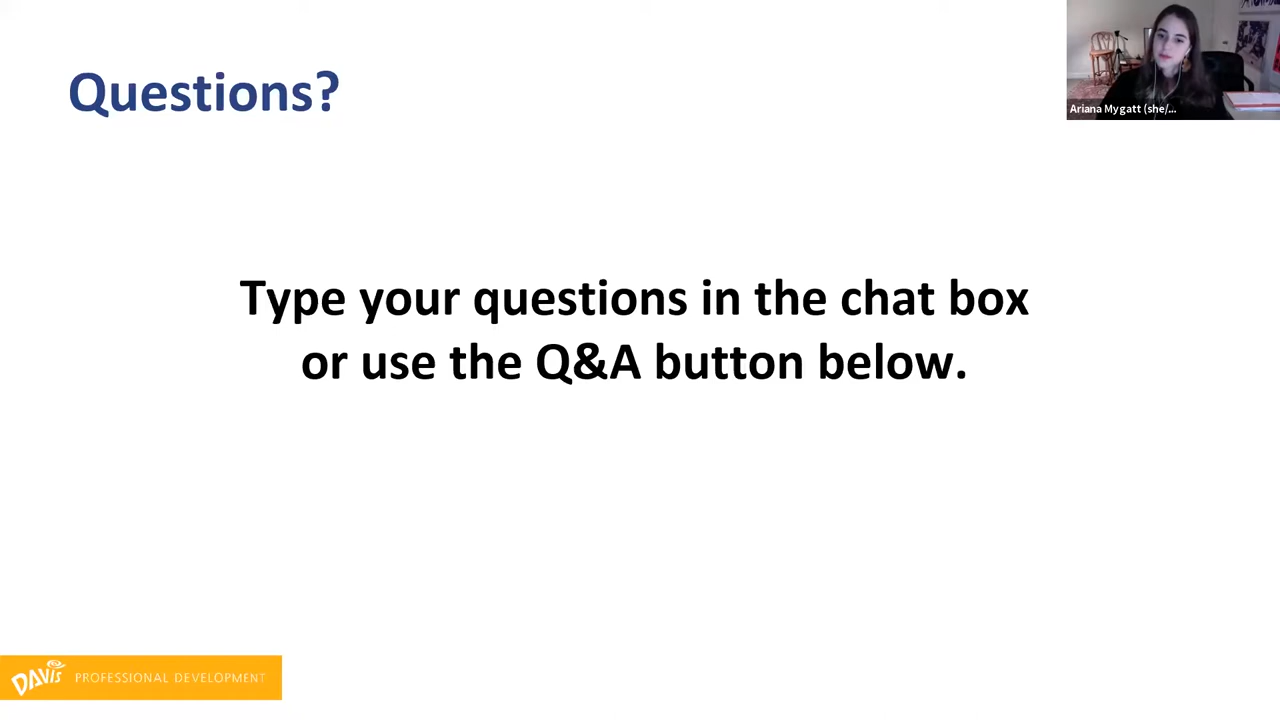 Questions?
Ariana Mygatt (she/...
Type your questions in the chat box
or use the Q&A button below.
DAVIS PROFESSIONAL DEVELOPMENT